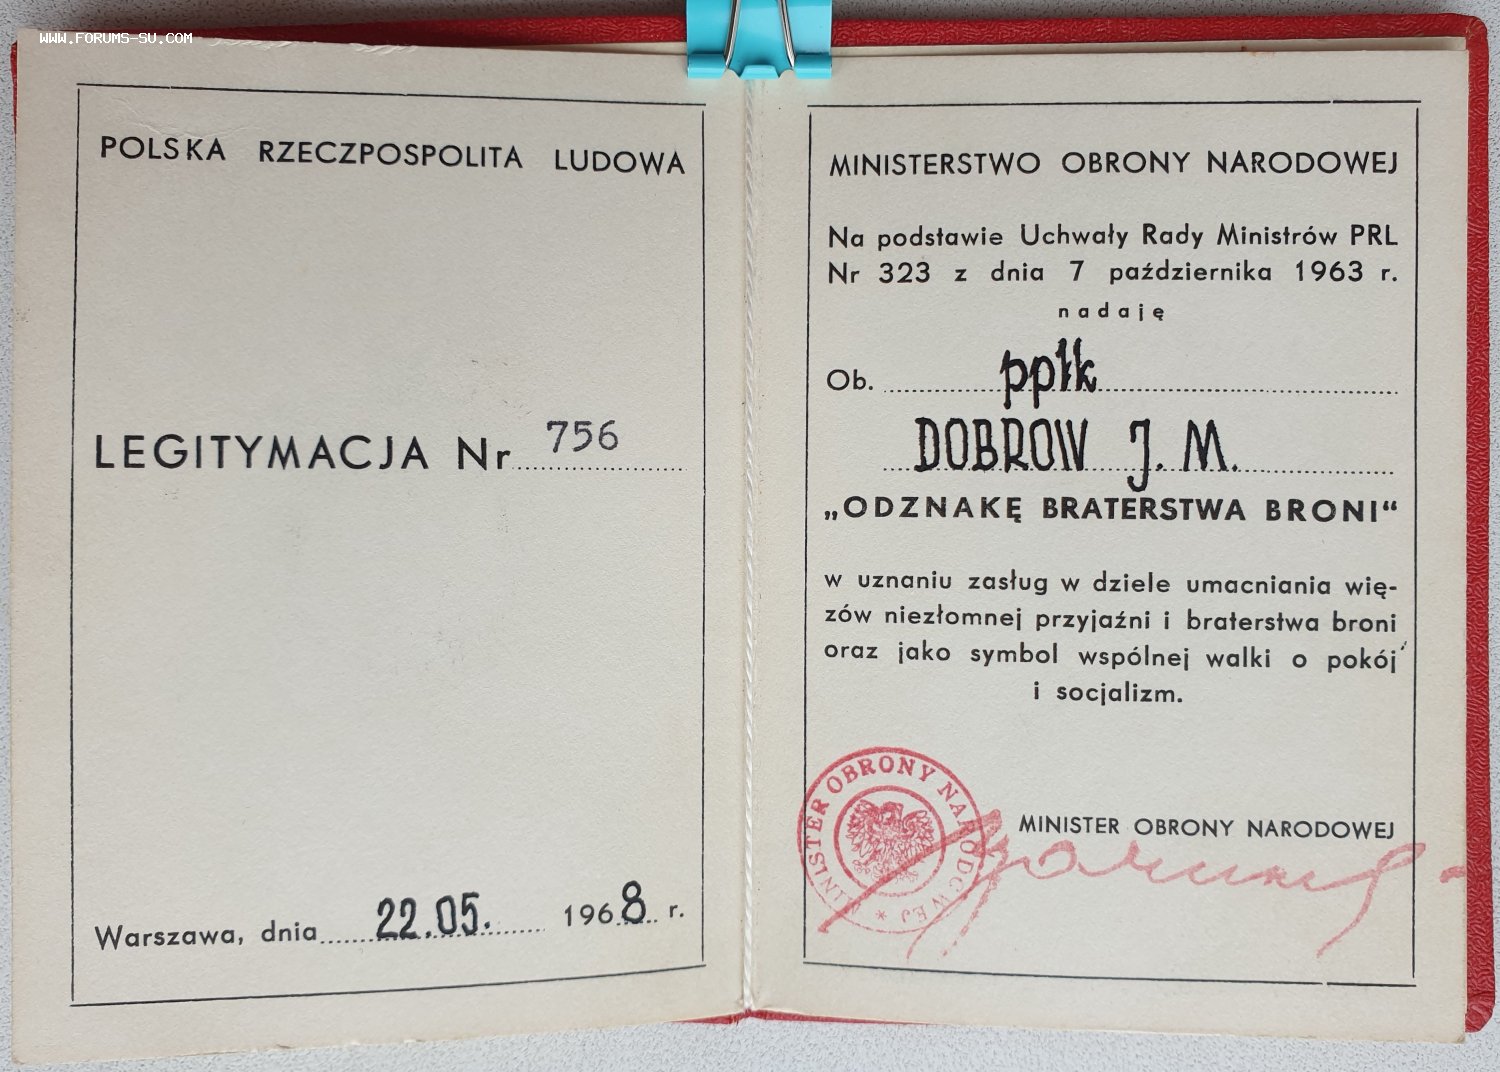 www.forums-su.com
POLSKA RZECZPOSPOLITA LUDOWA
LEGITYMACJA Nr 756
Warszawa, dnia 22.05. 1968 r.
MINISTERSTWO OBRONY NARODOWEJ
Na podstawie Uchwały Rady Ministrów PRL
Nr 323 z dnia 7 października 1963 r.
nadaję
Ob. ppłk
DOBROW J. M.
„ODZNAKĘ BRATERSTWA BRONI“
w uznaniu zasług w dziele umacniania wię-
zów niezłomnej przyjaźni i braterstwa broni
oraz jako symbol wspólnej walki o pokój
i socjalizm.
MINISTER OBRONY NARODOWEJ
MINISTER OBRONY NARODOWEJ *